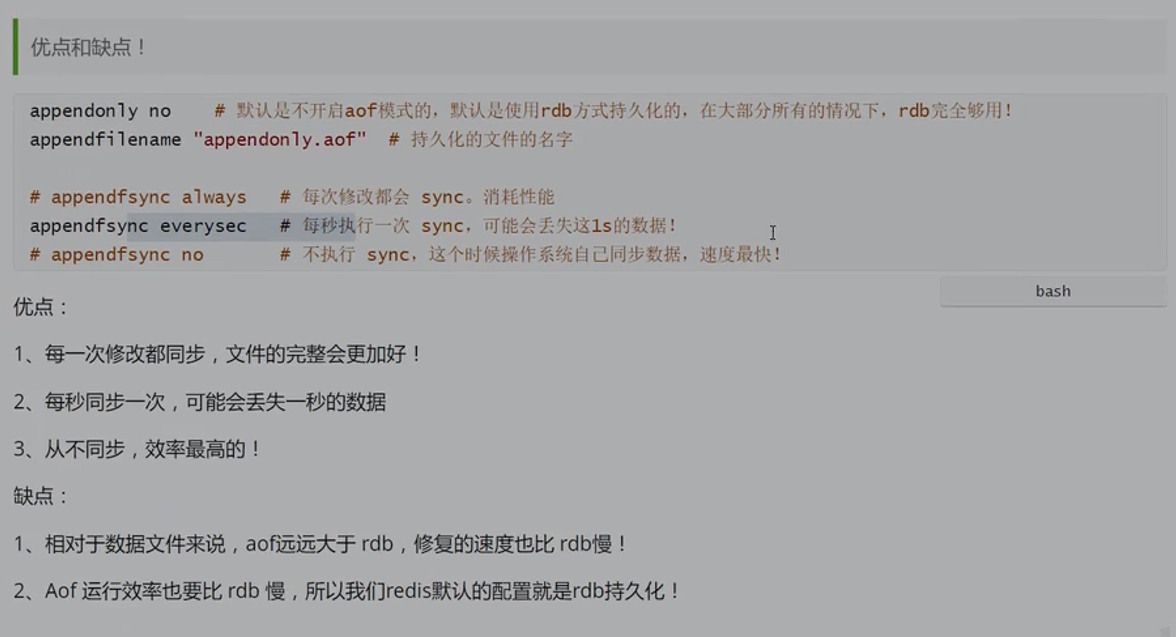 优点和缺点！
appendonly no    # 默认是不开启aof模式的，默认是使用rdb方式持久化的，在大部分所有的情况下，rdb完全够用！
appendfilename "appendonly.aof"  # 持久化的文件的名字
# appendfsync always   # 每次修改都会 sync。消耗性能
appendfsync everysec   # 每秒执行一次 sync，可能会丢失这1s的数据！
# appendfsync no       # 不执行 sync，这个时候操作系统自己同步数据，速度最快！
bash
优点：
1、每一次修改都同步，文件的完整会更加好！
2、每秒同步一次，可能会丢失一秒的数据
3、从不同步，效率最高的！
缺点：
1、相对于数据文件来说，aof远远大于 rdb，修复的速度也比 rdb慢！
2、Aof 运行效率也要比 rdb 慢，所以我们redis默认的配置就是rdb持久化！